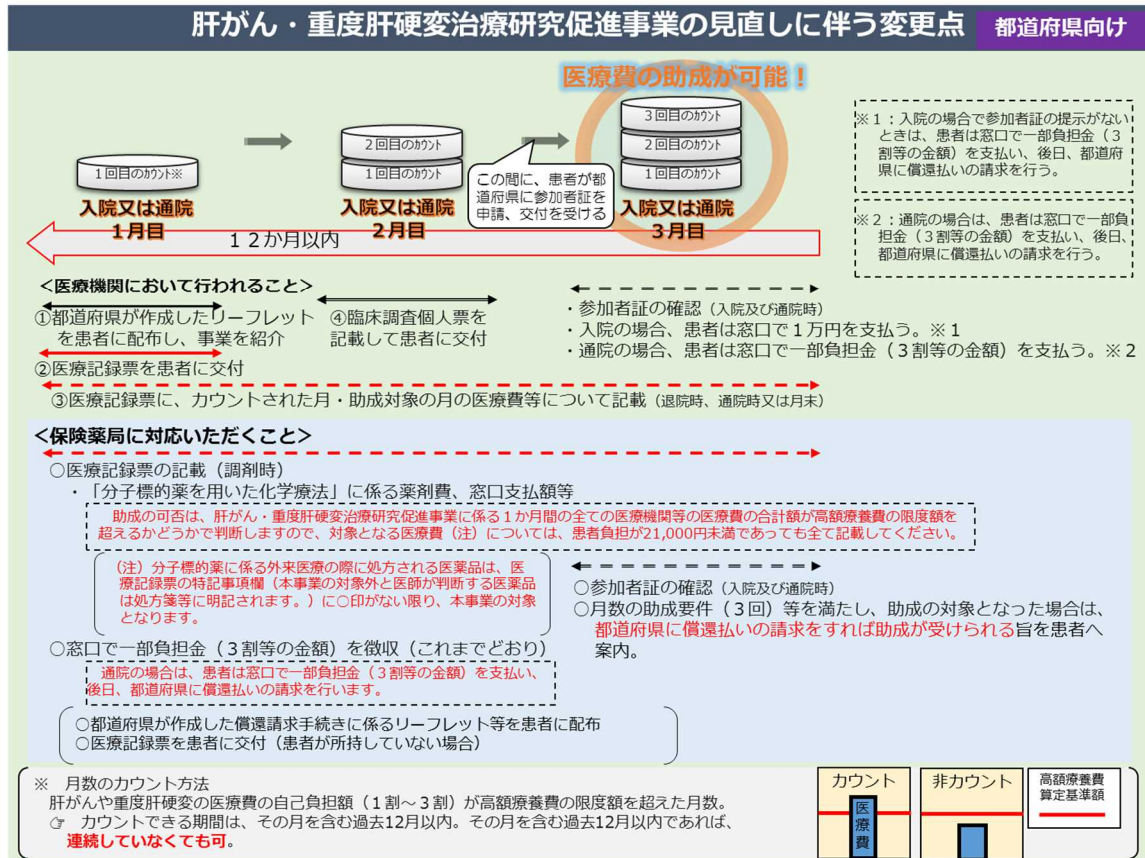 肝がん・重度肝硬変治療研究促進事業の見直しに伴う変更点
都道府県向け
医療費の助成が可能!
1回目のカウント※
入院又は通院
1月目
2回目のカウント
1回目のカウント
入院又は通院
2月目
この間に、患者が都
道府県に参加者証を
申請、交付を受ける
3回目のカウント
2回目のカウント
1回目のカウント
入院又は通院
3月目
12か月以内
※1:入院の場合で参加者証の提示がない
ときは、患者は窓口で一部負担金(3
割等の金額)を支払い、後日、都道府
県に償還払いの請求を行う。
※2:通院の場合は、患者は窓口で一部負
担金(3割等の金額)を支払い、後日、
都道府県に償還払いの請求を行う。
<医療機関において行われること>
①都道府県が作成したリーフレット
を患者に配布し、事業を紹介
④臨床調査個人票を
記載して患者に交付
・参加者証の確認(入院及び通院時)
・入院の場合、患者は窓口で1万円を支払う。※1
・通院の場合、患者は窓口で一部負担金(3割等の金額)を支払う。※2
②医療記録票を患者に交付
③医療記録票に、カウントされた月・助成対象の月の医療費等について記載(退院時、通院時又は月末)
<保険薬局に対応いただくこと>
○医療記録票の記載(調剤時)
・「分子標的薬を用いた化学療法」に係る薬剤費、窓口支払額等
助成の可否は、肝がん・重度肝硬変治療研究促進事業に係る1か月間の全ての医療機関等の医療費の合計額が高額療養費の限度額を
超えるかどうかで判断しますので、対象となる医療費(注)については、患者負担が21,000円未満であっても全て記載してください。
(注)分子標的薬に係る外来医療の際に処方される医薬品は、医
療記録票の特記事項欄(本事業の対象外と医師が判断する医薬品
は処方箋等に明記されます。)に○印がない限り、本事業の対象
となります。
○参加者証の確認(入院及び通院時)
○月数の助成要件(3回)等を満たし、助成の対象となった場合は、
都道府県に償還払いの請求をすれば助成が受けられる旨を患者へ
案内。
○窓口で一部負担金(3割等の金額)を徴収(これまでどおり)
通院の場合は、患者は窓口で一部負担金(3割等の金額)を支払い、
後日、都道府県に償還払いの請求を行います。
○都道府県が作成した償還請求手続きに係るリーフレット等を患者に配布
○医療記録票を患者に交付(患者が所持していない場合)
※ 月数のカウント方法
肝がんや重度肝硬変の医療費の自己負担額(1割~3割)が高額療養費の限度額を超えた月数。
☞ カウントできる期間は、その月を含む過去12月以内。その月を含む過去12月以内であれば、
連続していなくても可。
カウント
医療費
非カウント
高額療養費
算定基準額